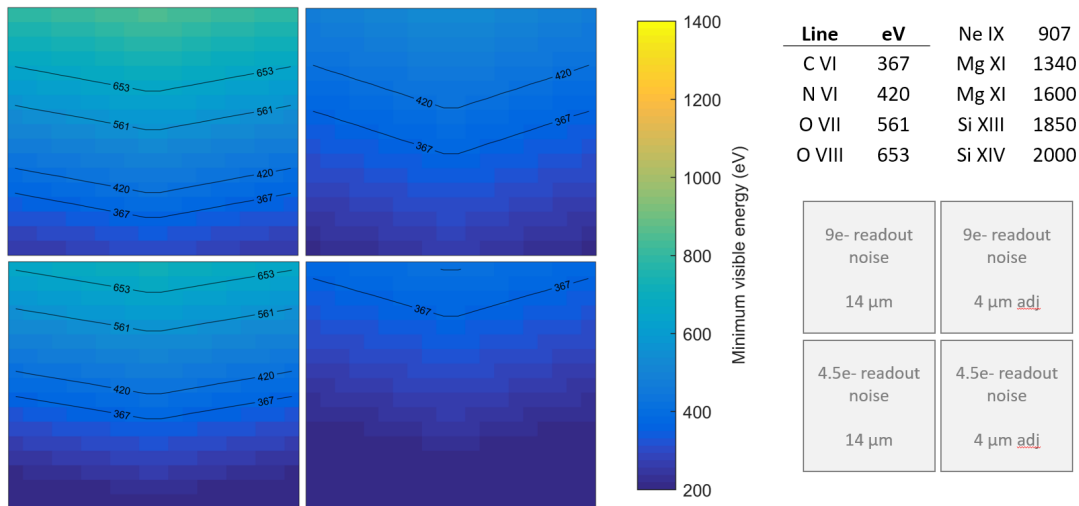 653
653
561
561
420
420
367
367
420
420
367
367
653
653
561
561
420
420
367
367
367
367
1400
1200
1000
800
600
400
200
Minimum visible energy (eV)
Line eV
C VI 367
N VI 420
O VII 561
O VIII 653
Ne IX 907
Mg XI 1340
Mg XI 1600
Si XIII 1850
Si XIV 2000
9e- readout
noise
14 μm
9e- readout
noise
4 μm adj
4.5e- readout
noise
14 μm
4.5e- readout
noise
4 μm adj